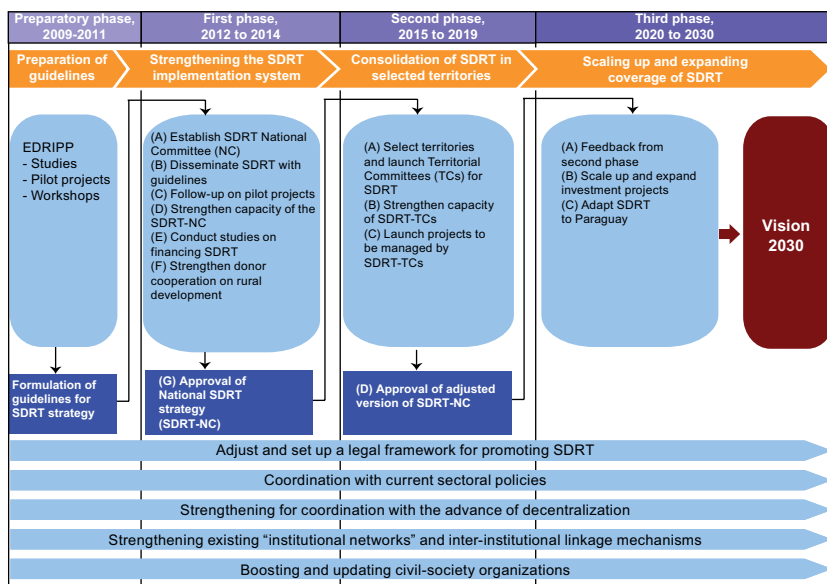 Preparatory phase,
2009-2011
First phase,
2012 to 2014
Second phase,
2015 to 2019
Third phase,
2020 to 2030
Preparation of
guidelines
Strengthening the SDRT
implementation system
Consolidation of SDRT in
selected territories
Scaling up and expanding
coverage of SDRT
EDRIPP
- Studies
- Pilot projects
- Workshops
Formulation of
guidelines for
SDRT strategy
(A) Establish SDRT National
Committee (NC)
(B) Disseminate SDRT with
guidelines
(C) Follow-up on pilot projects
(D) Strengthen capacity of the
SDRT-NC
(E) Conduct studies on
financing SDRT
(F) Strengthen donor
cooperation on rural
development
(G) Approval of
National SDRT
strategy
(SDRT-NC)
(A) Select territories
and launch Territorial
Committees (TCs) for
SDRT
(B) Strengthen capacity
of SDRT-TCs
(C) Launch projects to
be managed by
SDRT-TCs
(D) Approval of adjusted
version of SDRT-NC
(A) Feedback from
second phase
(B) Scale up and expand
investment projects
(C) Adapt SDRT
to Paraguay
Vision
2030
Adjust and set up a legal framework for promoting SDRT
Coordination with current sectoral policies
Strengthening for coordination with the advance of decentralization
Strengthening existing “institutional networks” and inter-institutional linkage mechanisms
Boosting and updating civil-society organizations